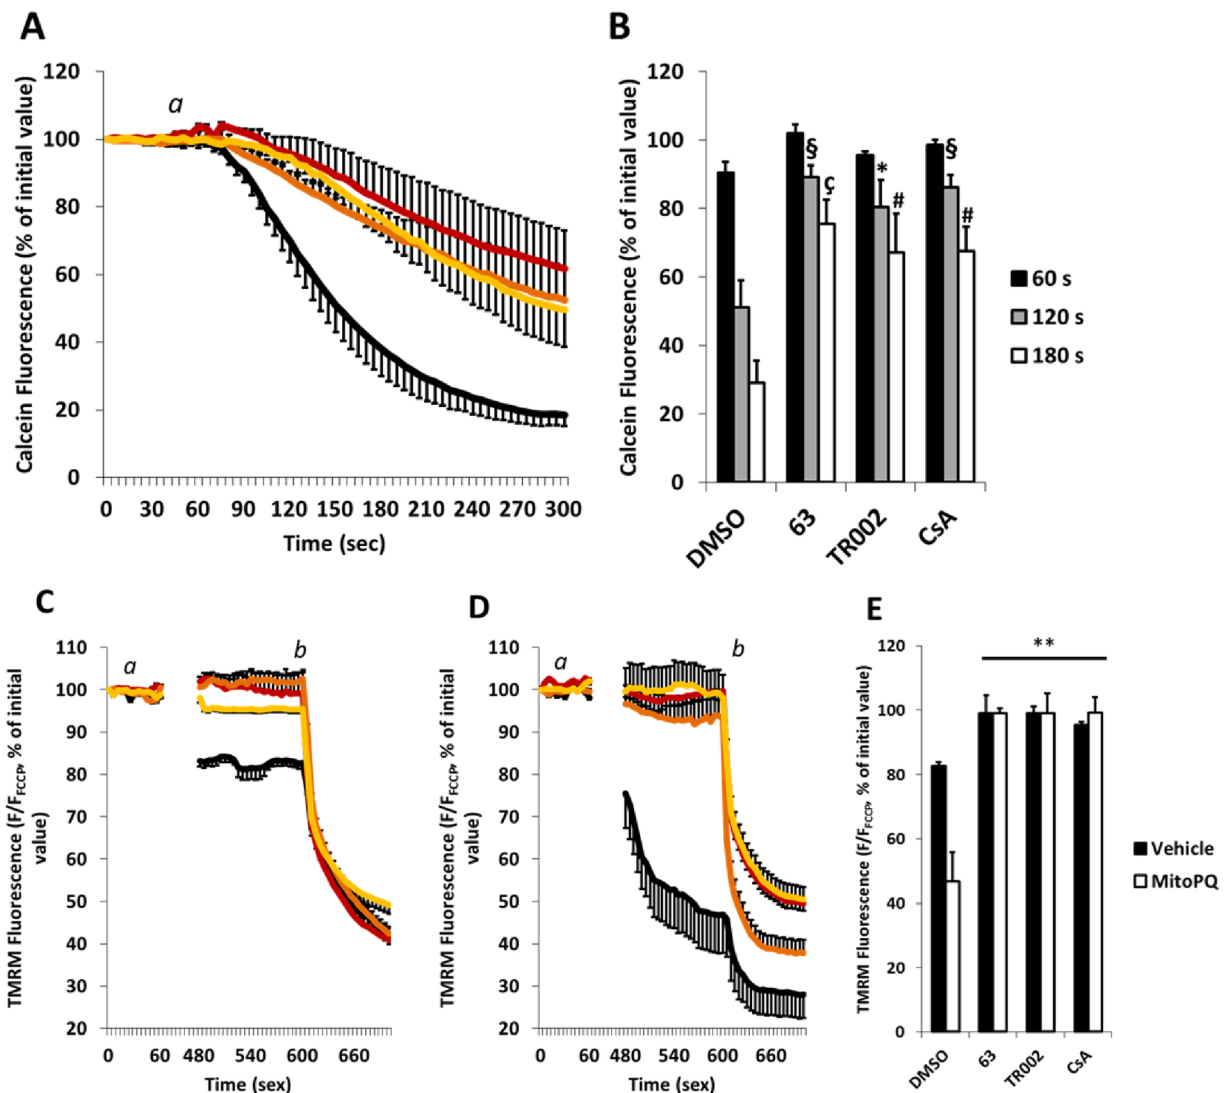 A
Calcein Fluorescence (% of initial value)
120
100
80
60
40
20
0
a
0 30 60 90 120 150 180 210 240 270 300
Time (sec)
B
Calcein Fluorescence (% of initial value)
120
100
80
60
40
20
0
§ ç * # § #
DMSO 63 TR002 CsA
60 s
120 s
180 s
C
TMRM Fluorescence (F/FFCCP, % of initial
value)
110
100
90
80
70
60
50
40
30
20
a b
0 60 480 540 600 660
Time (sex)
D
TMRM Fluorescence (F/FFCCP, % of initial
value)
110
100
90
80
70
60
50
40
30
20
a b
0 60 480 540 600 660
Time (sex)
E
TMRM Fluorescence (F/FFCCP, % of initial value)
120
100
80
60
40
20
0
**
DMSO 63 TR002 CsA
Vehicle
MitoPQ